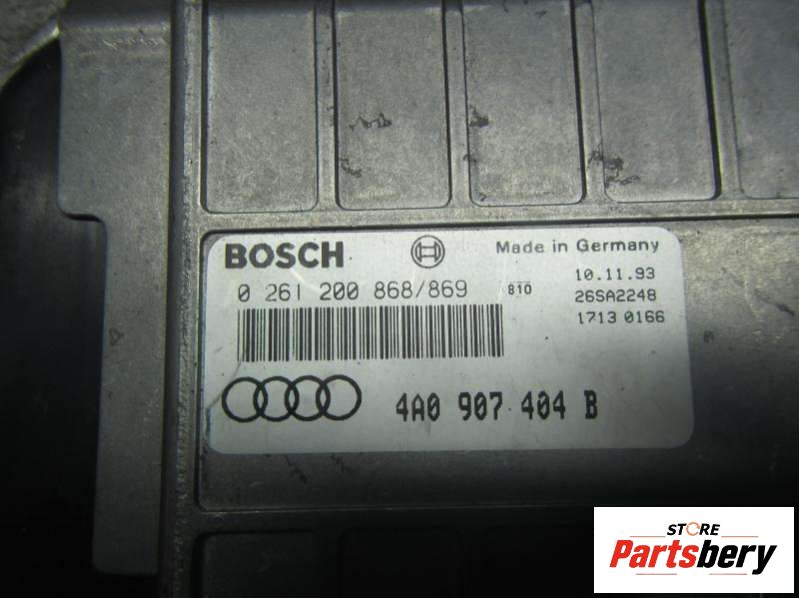 BOSCH
Made in Germany
0 261 200 868/869
810
10.11.93
26SA2248
1713 0166
4A0 907 404 B
STORE
Partsbery